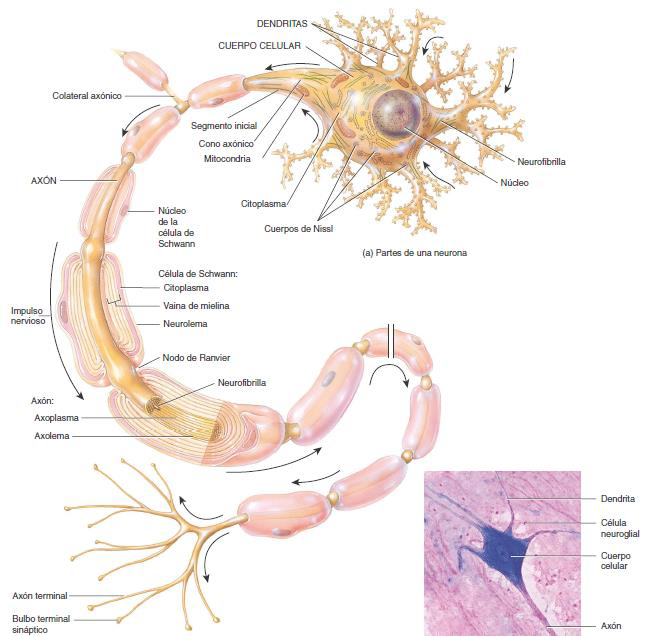 DENDRITAS
CUERPO CELULAR
Colateral axónico
Segmento inicial
Cono axónico
Mitocondria
Neurofibrilla
Núcleo
AXÓN
Citoplasma
Núcleo
de la
célula de
Schwann
Cuerpos de Nissl
(a) Partes de una neurona
Célula de Schwann:
Citoplasma
Vaina de mielina
Impulso
nervioso
Neurolema
Nodo de Ranvier
Neurofibrilla
Axón:
Axoplasma
Axolema
Dendrita
Célula
neuroglial
Cuerpo
celular
Axón terminal
Bulbo terminal
sináptico
Axón